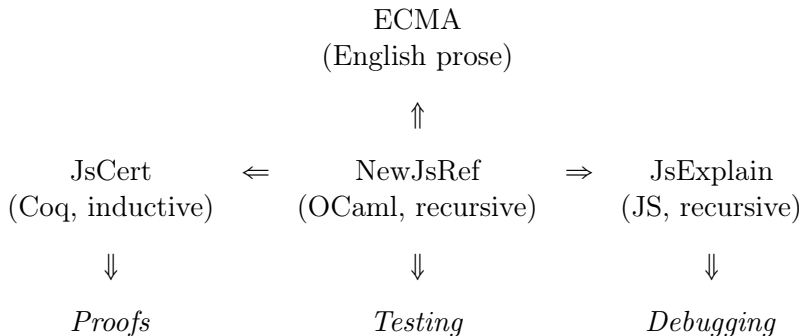 ECMA
(English prose)
⇑
JsCert ⇐ NewJsRef ⇒ JsExplain
(Coq, inductive) (OCaml, recursive) (JS, recursive)
⇓ ⇓ ⇓
Proofs Testing Debugging